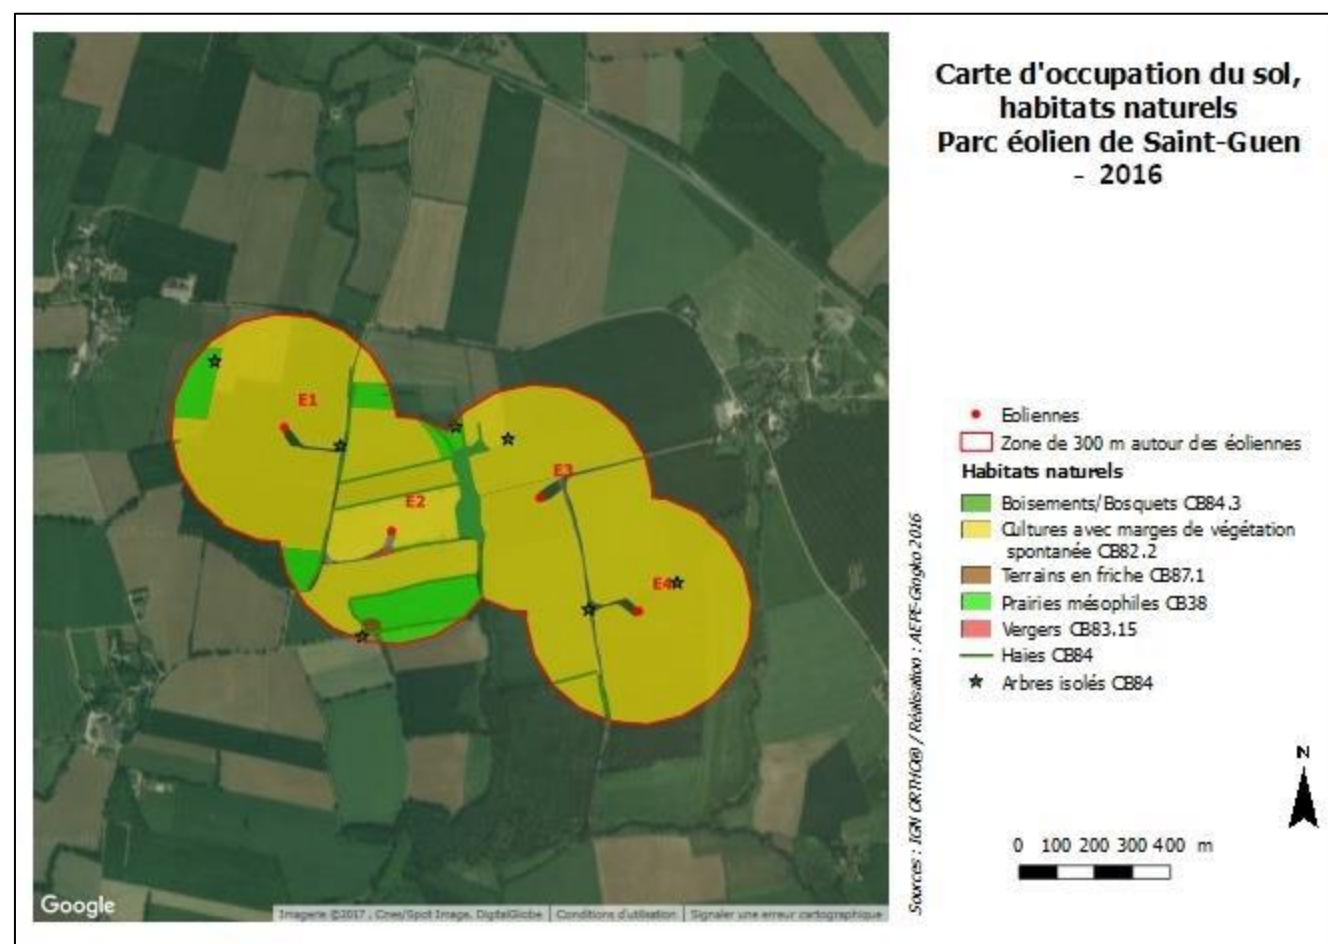 Carte d'occupation du sol,
habitats naturels
Parc éolien de Saint-Guen
- 2016
E1
E2
E3
E4
Eoliennes
Zone de 300 m autour des éoliennes
Habitats naturels
Boisements/Bosquets CB84.3
Cultures avec marges de végétation
spontanée CB82.2
Terrains en friche CB87.1
Prairies mésophiles CB38
Vergers CB83.15
Haies CB84
Arbres isolés CB84
Sources : IGN ORTHO® / Réalisation : AEPE-Gingko 2016
N
0 100 200 300 400 m
Google
Imagerie ©2017 , Cnes/Spot Image, DigitalGlobe
Conditions d'utilisation
Signaler une erreur cartographique